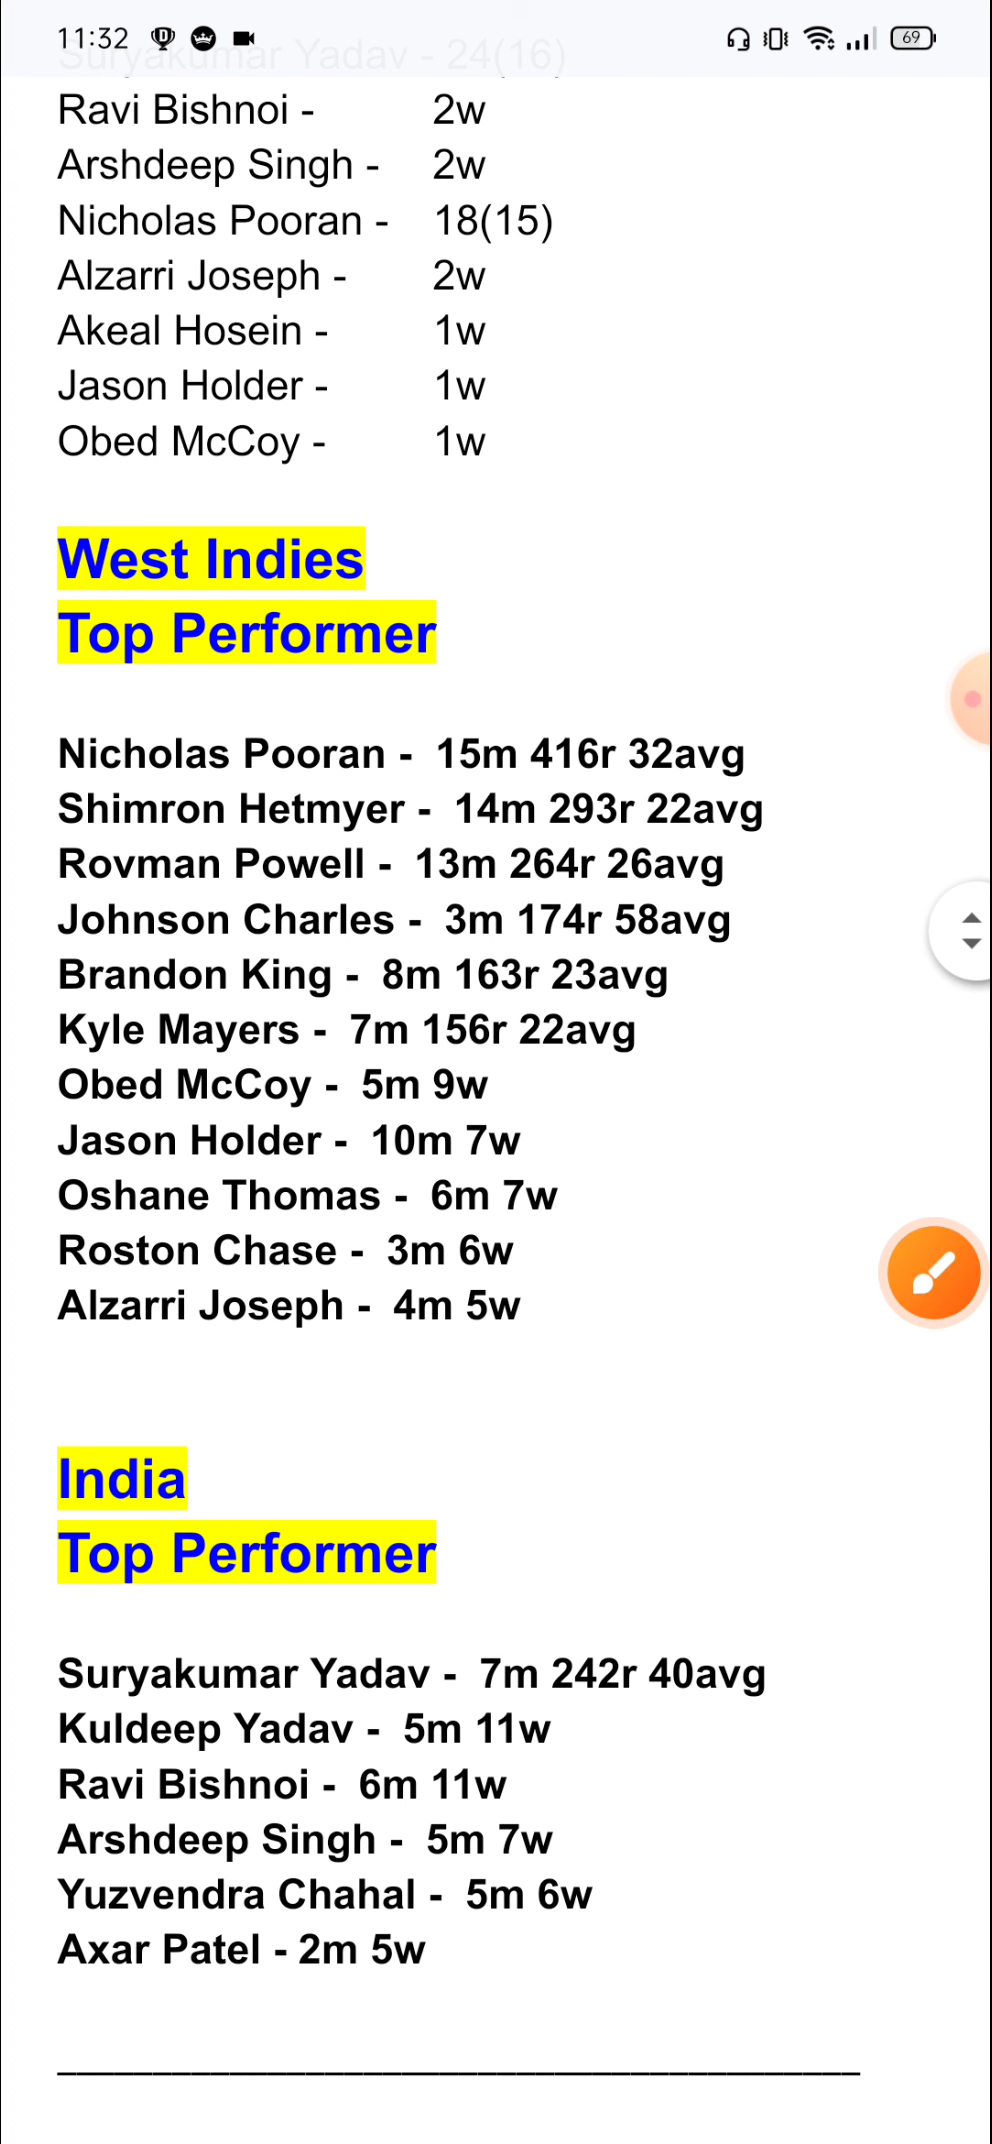 11:32
69
Suryakumar Yadav - 24(16)
Ravi Bishnoi - 2w
Arshdeep Singh - 2w
Nicholas Pooran - 18(15)
Alzarri Joseph - 2w
Akeal Hosein - 1w
Jason Holder - 1w
Obed McCoy - 1w
West Indies
Top Performer
Nicholas Pooran - 15m 416r 32avg
Shimron Hetmyer - 14m 293r 22avg
Rovman Powell - 13m 264r 26avg
Johnson Charles - 3m 174r 58avg
Brandon King - 8m 163r 23avg
Kyle Mayers - 7m 156r 22avg
Obed McCoy - 5m 9w
Jason Holder - 10m 7w
Oshane Thomas - 6m 7w
Roston Chase - 3m 6w
Alzarri Joseph - 4m 5w
India
Top Performer
Suryakumar Yadav - 7m 242r 40avg
Kuldeep Yadav - 5m 11w
Ravi Bishnoi - 6m 11w
Arshdeep Singh - 5m 7w
Yuzvendra Chahal - 5m 6w
Axar Patel - 2m 5w